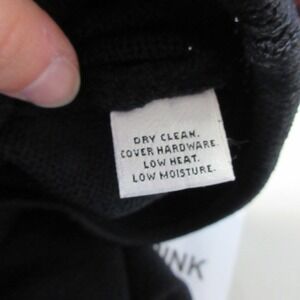 DRY CLEAN.
COVER HARDWARE.
LOW HEAT.
LOW MOISTURE.
INK